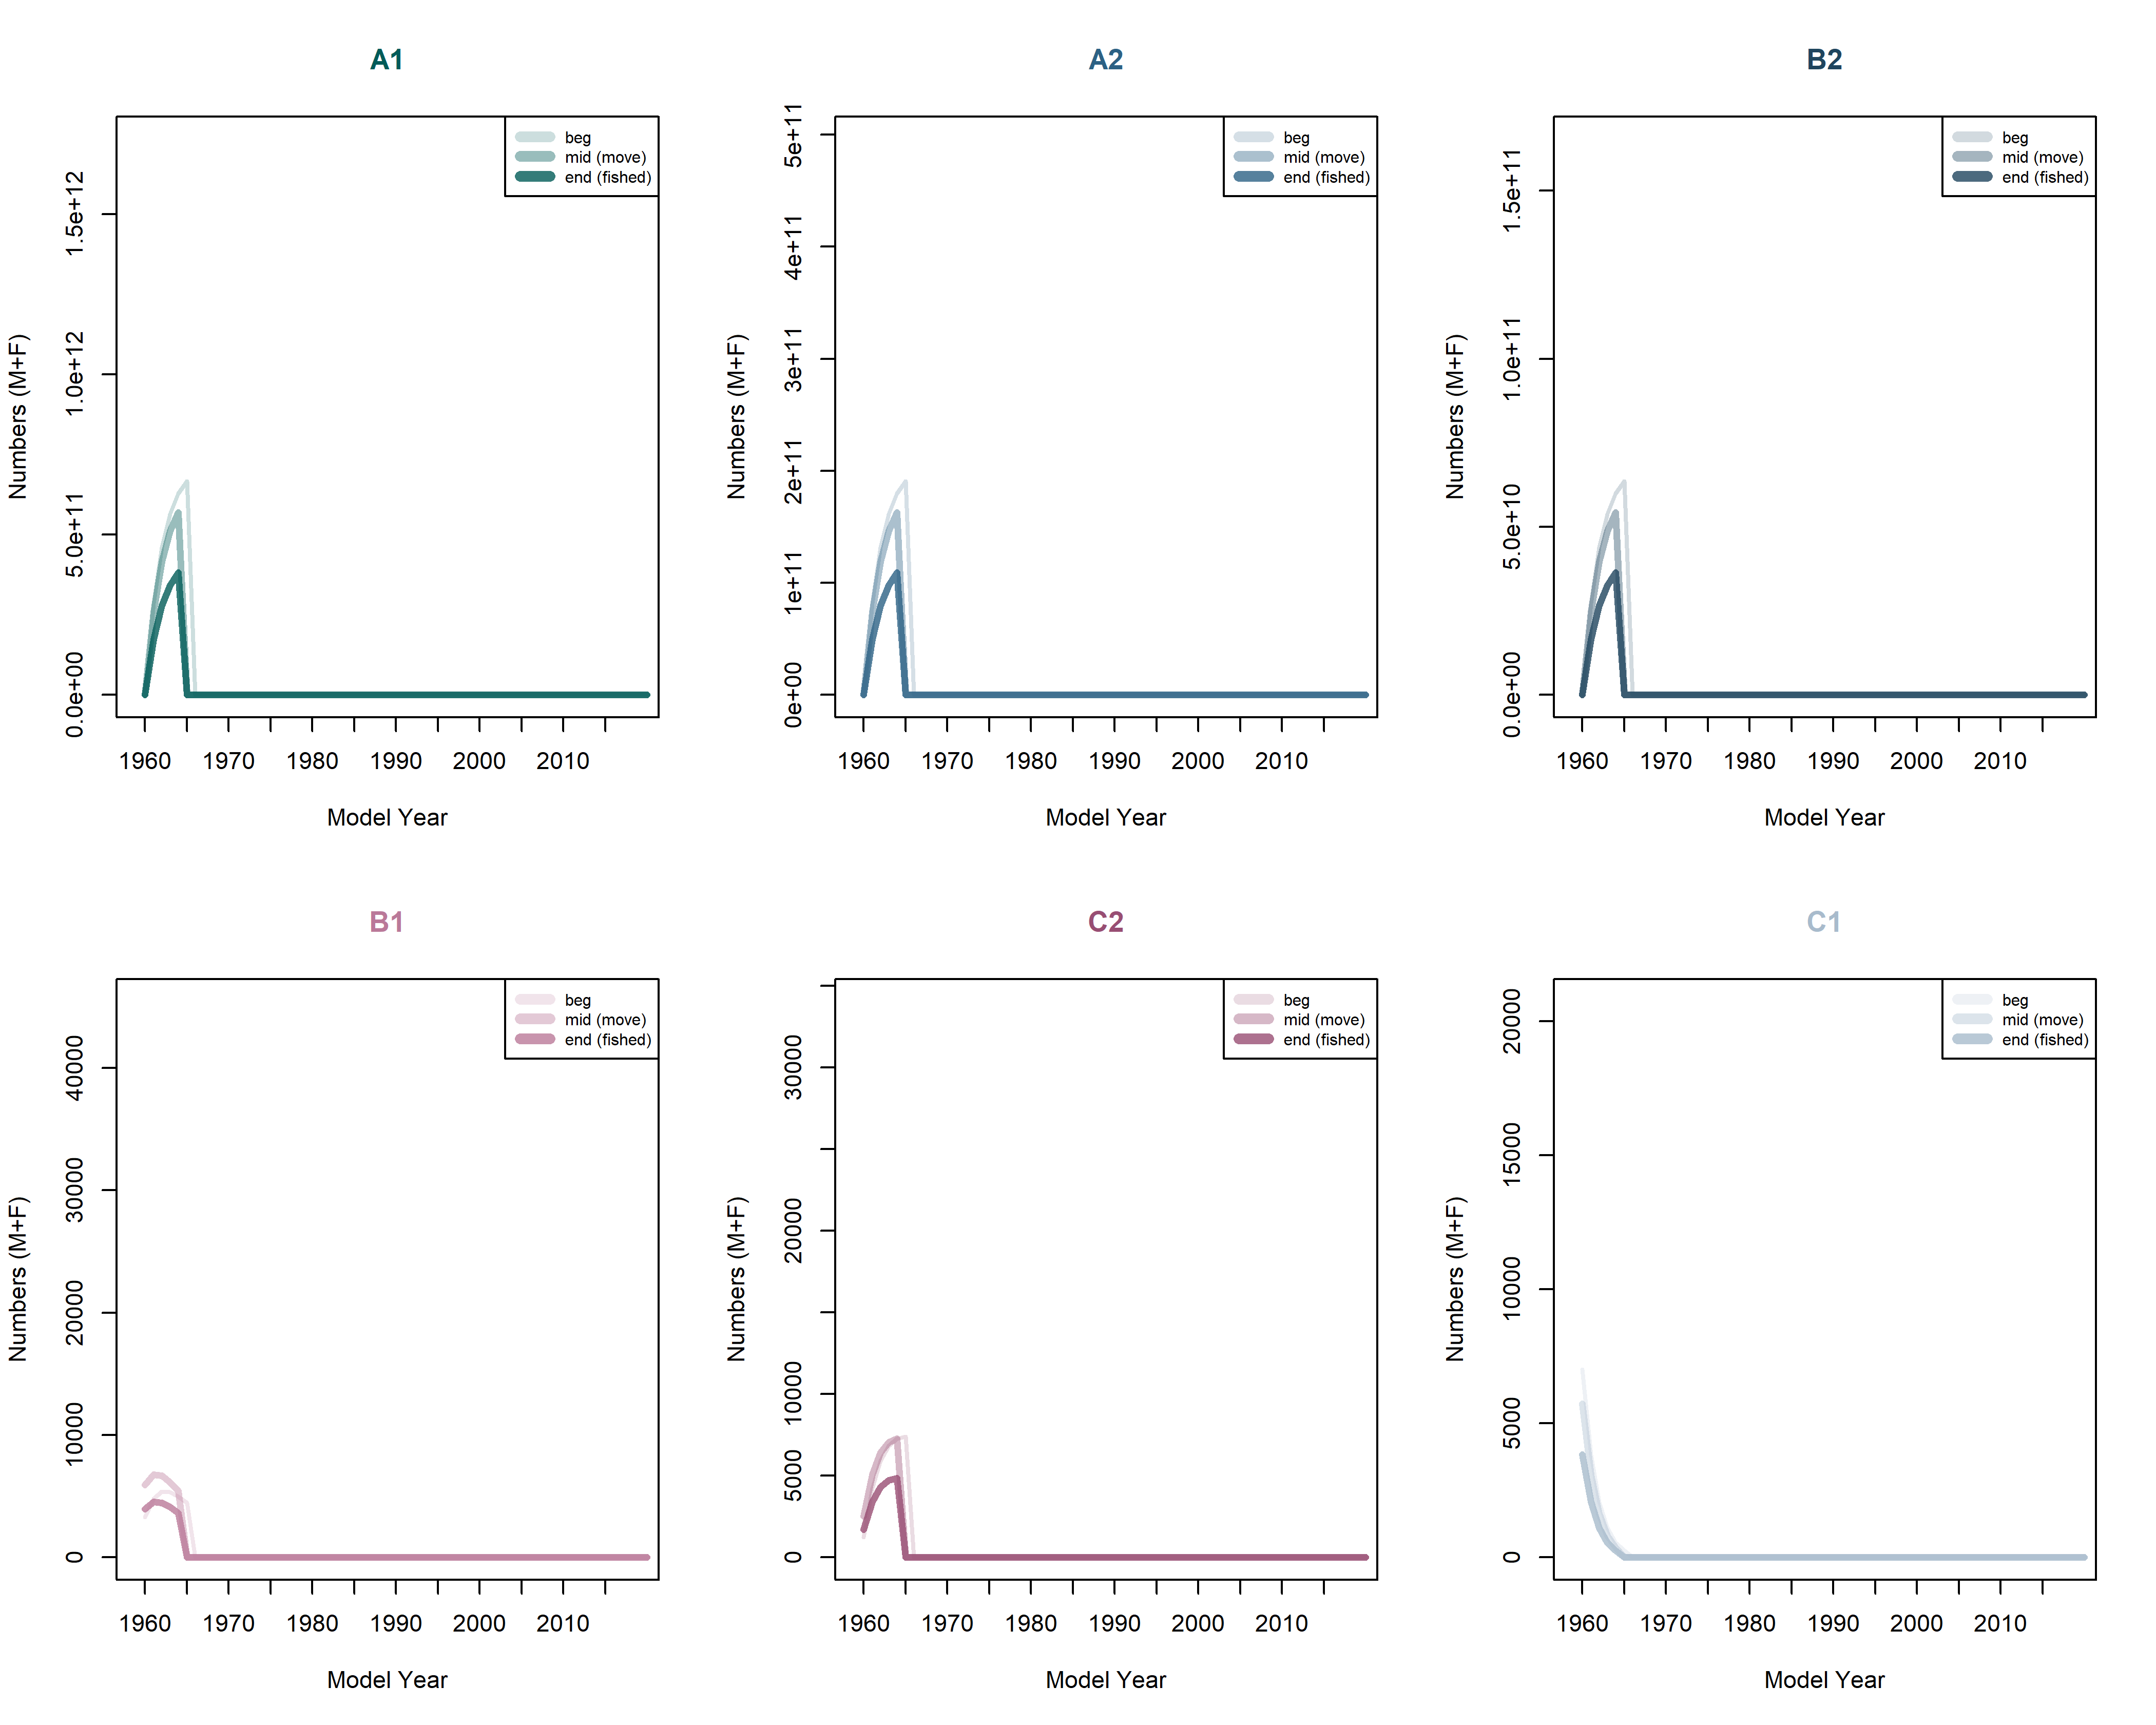 A1
beg
mid (move)
end (fished)
Numbers (M+F)
0.0e+00 5.0e+11 1.0e+12 1.5e+12
1960 1970 1980 1990 2000 2010
Model Year
A2
beg
mid (move)
end (fished)
Numbers (M+F)
0e+00 1e+11 2e+11 3e+11 4e+11 5e+11
1960 1970 1980 1990 2000 2010
Model Year
B2
beg
mid (move)
end (fished)
Numbers (M+F)
0.0e+00 5.0e+10 1.0e+11 1.5e+11
1960 1970 1980 1990 2000 2010
Model Year
B1
beg
mid (move)
end (fished)
Numbers (M+F)
0 10000 20000 30000 40000
1960 1970 1980 1990 2000 2010
Model Year
C2
beg
mid (move)
end (fished)
Numbers (M+F)
0 5000 10000 20000 30000
1960 1970 1980 1990 2000 2010
Model Year
C1
beg
mid (move)
end (fished)
Numbers (M+F)
0 5000 10000 15000 20000
1960 1970 1980 1990 2000 2010
Model Year